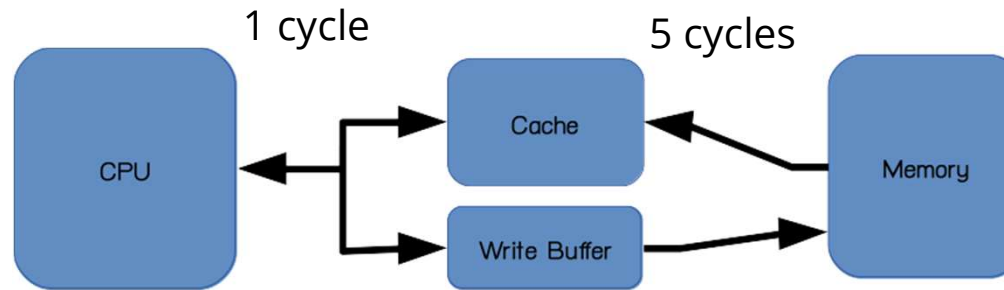 1 cycle
5 cycles
CPU
Cache
Write Buffer
Memory